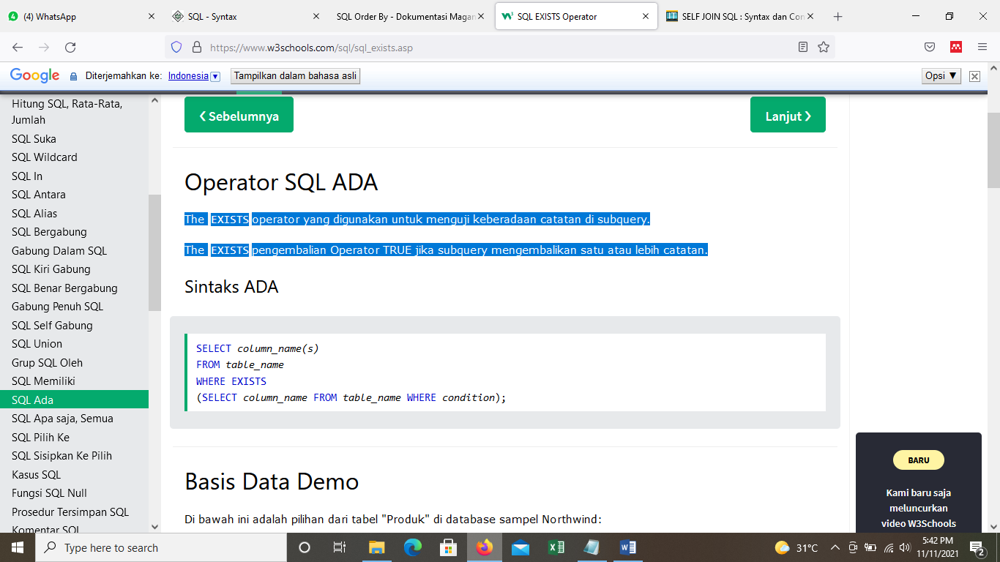 (4) WhatsApp
SQL - Syntax
SQL Order By - Dokumentasi Magan
SQL EXISTS Operator
SELF JOIN SQL : Syntax dan Con
https://www.w3schools.com/sql/sql_exists.asp
Google
Diterjemahkan ke: Indonesia
Tampilkan dalam bahasa asli
Opsi ▼
Hitung SQL, Rata-Rata,
Jumlah
SQL Suka
SQL Wildcard
SQL In
SQL Antara
SQL Alias
SQL Bergabung
Gabung Dalam SQL
SQL Kiri Gabung
SQL Benar Bergabung
Gabung Penuh SQL
SQL Self Gabung
SQL Union
Grup SQL Oleh
SQL Memiliki
SQL Ada
SQL Apa saja, Semua
SQL Pilih Ke
SQL Sisipkan Ke Pilih
Kasus SQL
Fungsi SQL Null
Prosedur Tersimpan SQL
Komentar SQL
❮ Sebelumnya
Lanjut ❯
Operator SQL ADA
The EXISTS operator yang digunakan untuk menguji keberadaan catatan di subquery.
The EXISTS pengembalian Operator TRUE jika subquery mengembalikan satu atau lebih catatan.
Sintaks ADA
SELECT column_name(s)
FROM table_name
WHERE EXISTS
(SELECT column_name FROM table_name WHERE condition);
Basis Data Demo
Di bawah ini adalah pilihan dari tabel "Produk" di database sampel Northwind:
BARU
Kami baru saja
meluncurkan
video W3Schools
Type here to search
31°C
5:42 PM
11/11/2021
2